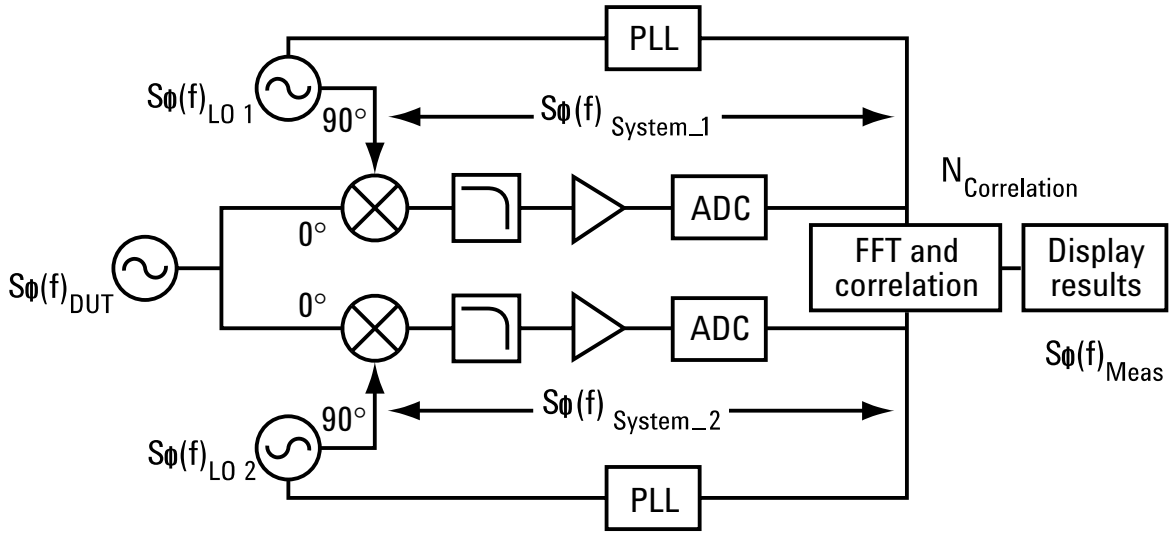 PLL
Sϕ(f)LO 1
90°
Sϕ(f) System_1
NCorrelation
0°
ADC
FFT and
correlation
Display
results
Sϕ(f)DUT
0°
ADC
Sϕ(f)Meas
90°
Sϕ(f) System_2
Sϕ(f)LO 2
PLL